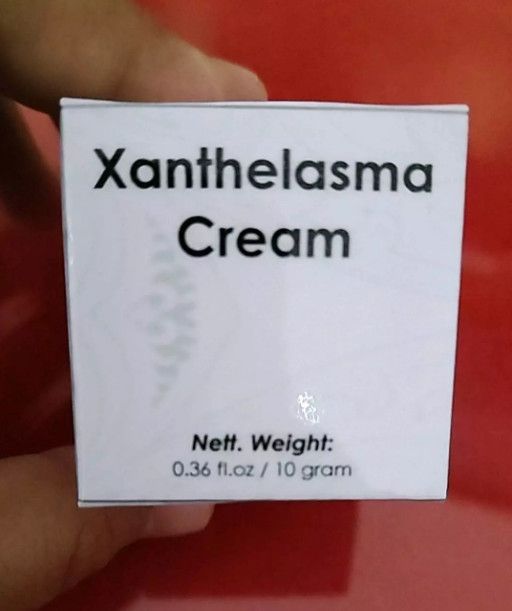 Xanthelasma
Cream
Nett. Weight:
0.36 fl.oz / 10 gram